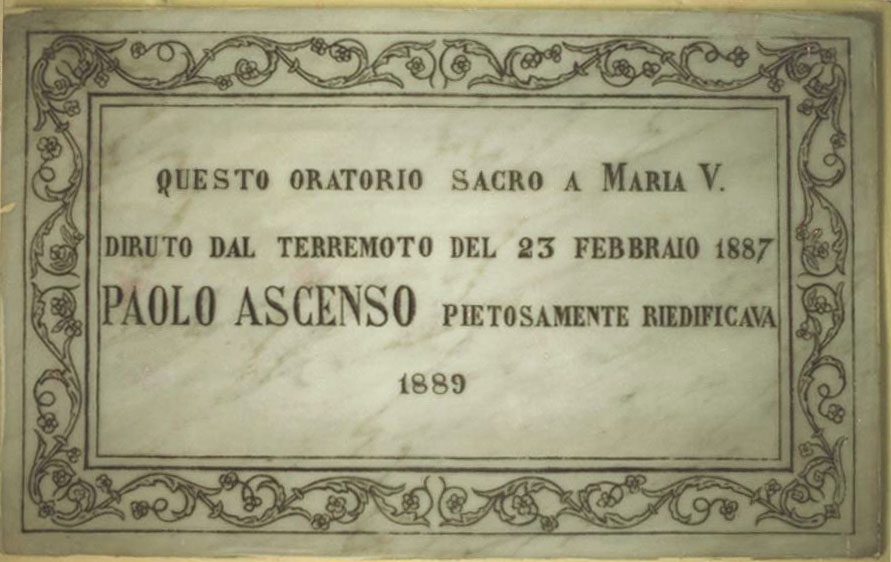 QUESTO ORATORIO SACRO A MARIA V.
DIRUTO DAL TERREMOTO DEL 23 FEBBRAIO 1887
PAOLO ASCENSO PIETOSAMENTE RIEDIFICAVA
1889